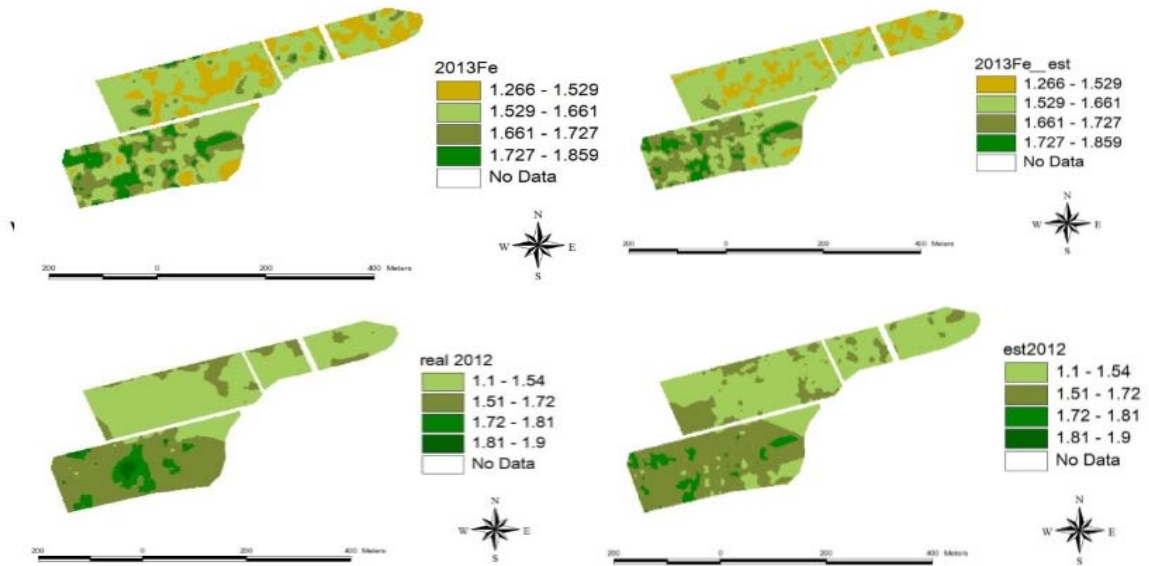 2013Fe
1.266 - 1.529
1.529 - 1.661
1.661 - 1.727
1.727 - 1.859
No Data
N
W E
S
200 0 200 400 Meters
2013Fe__est
1.266 - 1.529
1.529 - 1.661
1.661 - 1.727
1.727 - 1.859
No Data
N
W E
S
200 0 200 400 Meters
real 2012
1.1 - 1.54
1.51 - 1.72
1.72 - 1.81
1.81 - 1.9
No Data
N
W E
S
200 0 200 400 Meters
est2012
1.1 - 1.54
1.51 - 1.72
1.72 - 1.81
1.81 - 1.9
No Data
N
W E
S
200 0 200 400 Meters